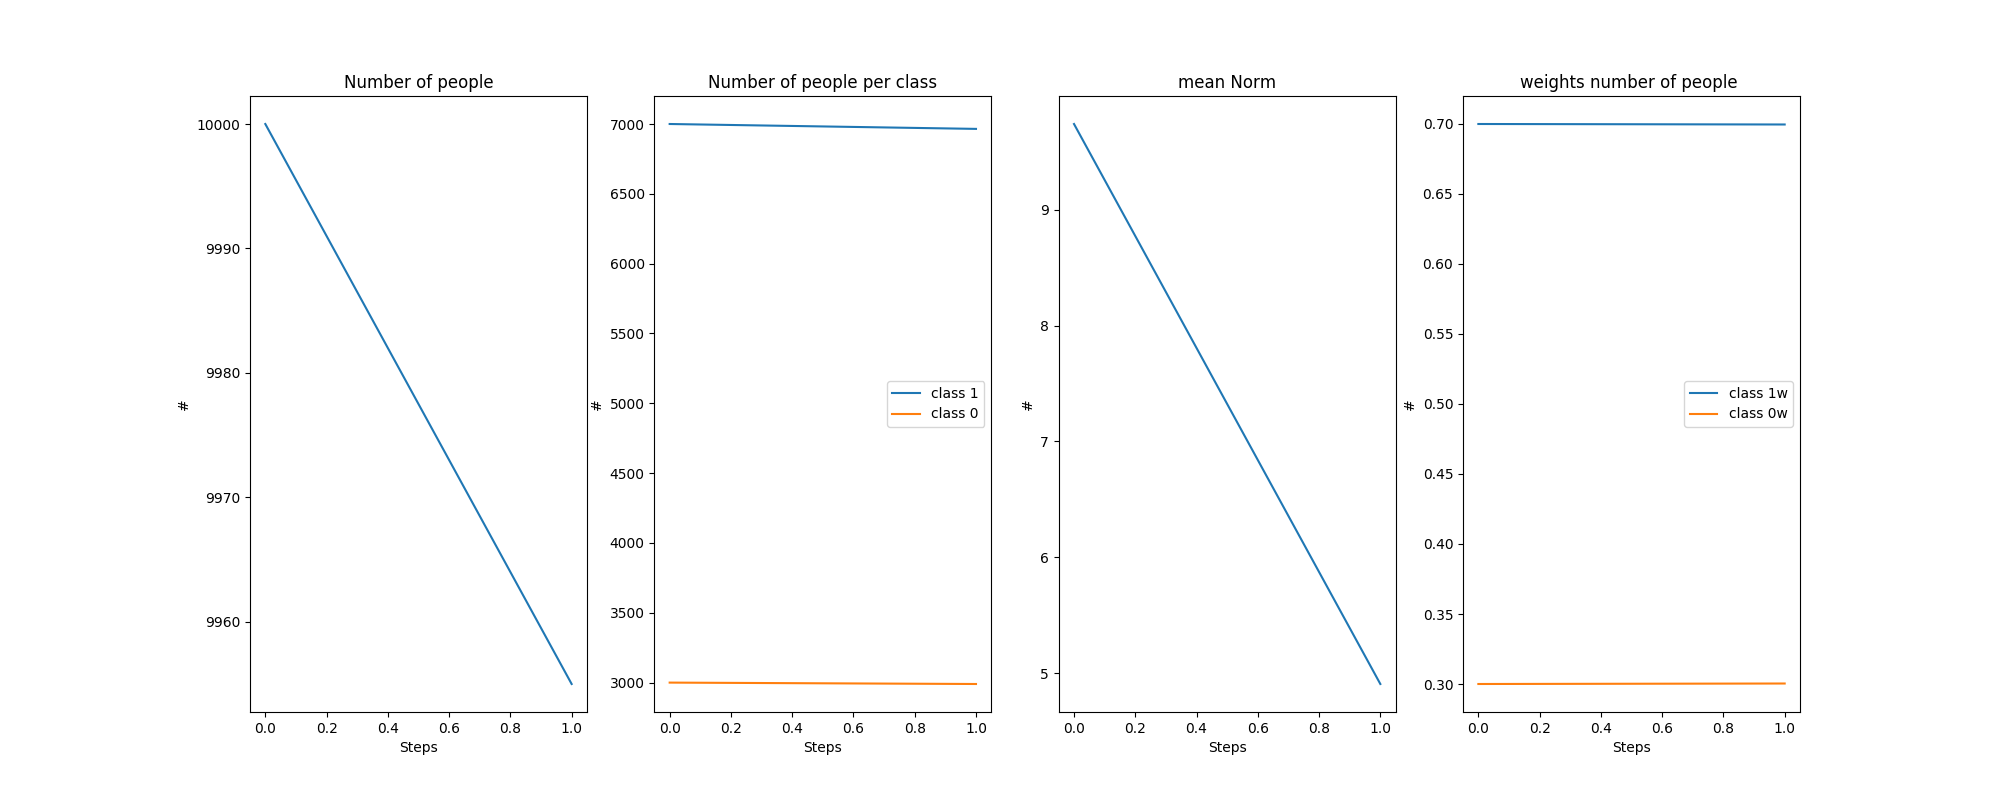 Number of people
10000
9990
9980
9970
9960
#
0.0 0.2 0.4 0.6 0.8 1.0
Steps
Number of people per class
7000
6500
6000
5500
5000
4500
4000
3500
3000
#
class 1
class 0
0.0 0.2 0.4 0.6 0.8 1.0
Steps
mean Norm
9
8
7
6
5
#
0.0 0.2 0.4 0.6 0.8 1.0
Steps
weights number of people
0.70
0.65
0.60
0.55
0.50
0.45
0.40
0.35
0.30
#
class 1w
class 0w
0.0 0.2 0.4 0.6 0.8 1.0
Steps